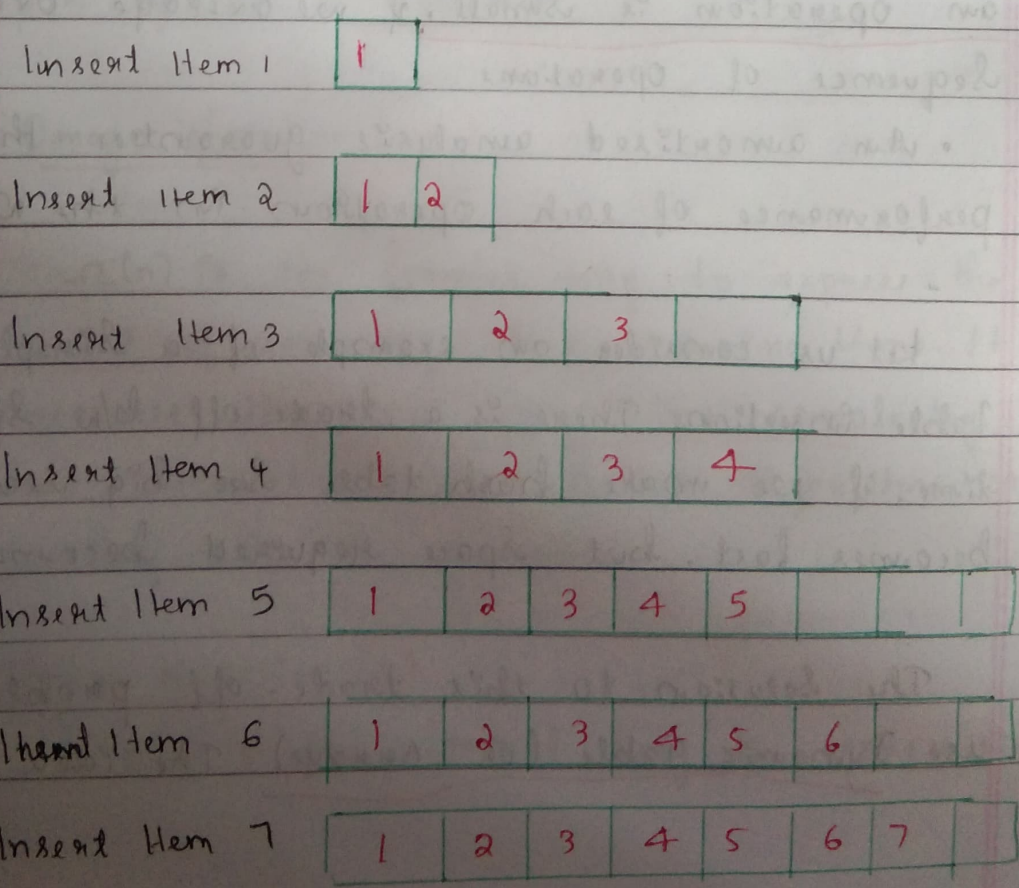 Insert Item 1 1
Insert Item 2 1 2
Insert Item 3 1 2 3
Insert Item 4 1 2 3 4
Insert Item 5 1 2 3 4 5
Item 6 1 2 3 4 5 6
Insert Item 7 1 2 3 4 5 6 7